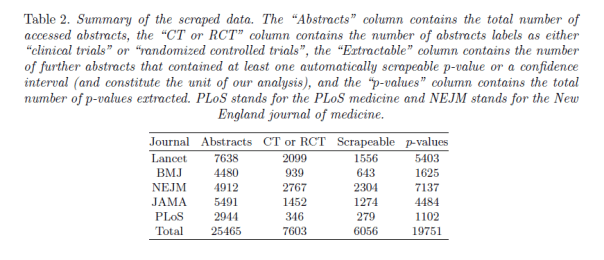 Table 2. Summary of the scraped data. The “Abstracts” column contains the total number of
accessed abstracts, the “CT or RCT” column contains the number of abstracts labels as either
“clinical trials” or “randomized controlled trials”, the “Extractable” column contains the number
of further abstracts that contained at least one automatically scrapeable p-value or a confidence
interval (and constitute the unit of our analysis), and the “p-values” column contains the total
number of p-values extracted. PLoS stands for the PLoS medicine and NEJM stands for the New
England journal of medicine.
Journal Abstracts CT or RCT Scrapeable p-values
Lancet 7638 2099 1556 5403
BMJ 4480 939 643 1625
NEJM 4912 2767 2304 7137
JAMA 5491 1452 1274 4484
PLoS 2944 346 279 1102
Total 25465 7603 6056 19751